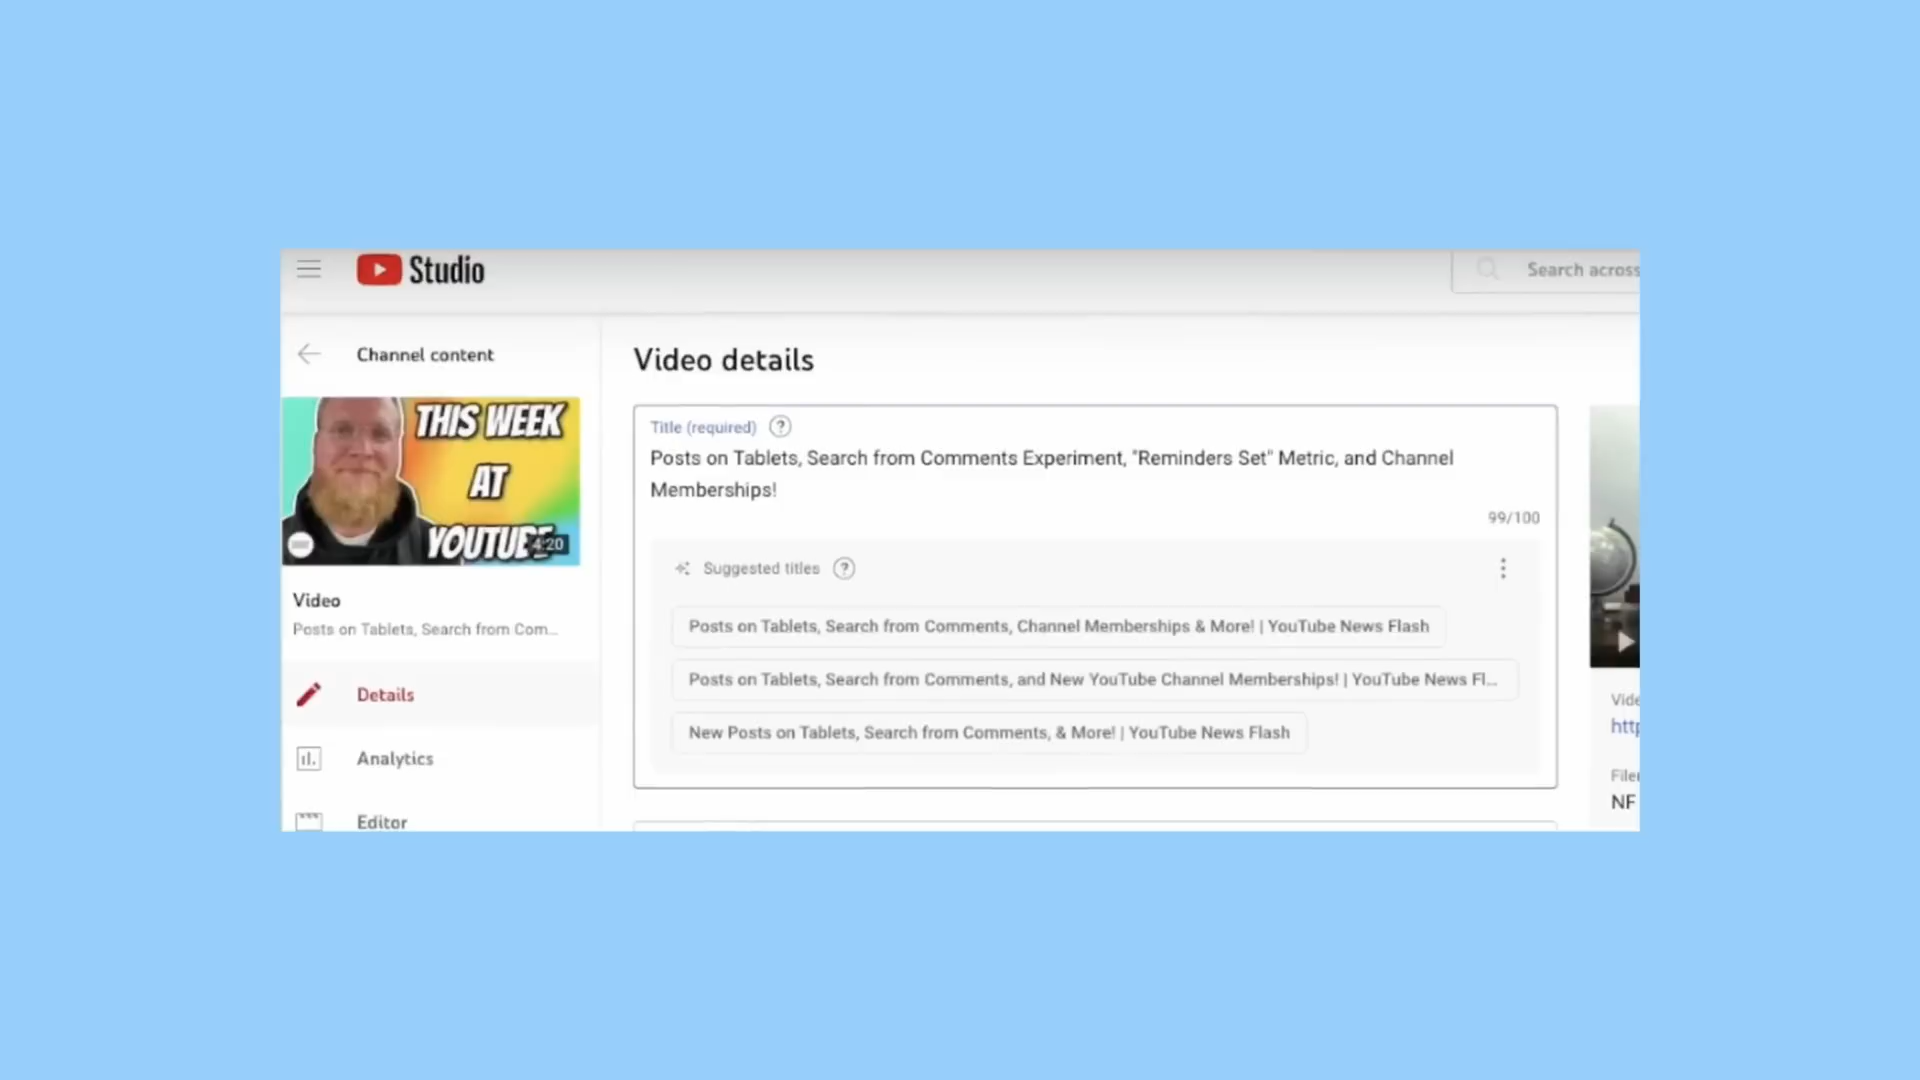 Studio
Search across
Channel content
THIS WEEK
AT
YOUTUBE
4:20
Video
Posts on Tablets, Search from Com...
Details
Analytics
Editor
Video details
Title (required) ?
Posts on Tablets, Search from Comments Experiment, "Reminders Set" Metric, and Channel
Memberships!
99/100
Suggested titles ?
Posts on Tablets, Search from Comments, Channel Memberships & More! | YouTube News Flash
Posts on Tablets, Search from Comments, and New YouTube Channel Memberships! | YouTube News Fl...
New Posts on Tablets, Search from Comments, & More! | YouTube News Flash
Vide
http
Filen
NF